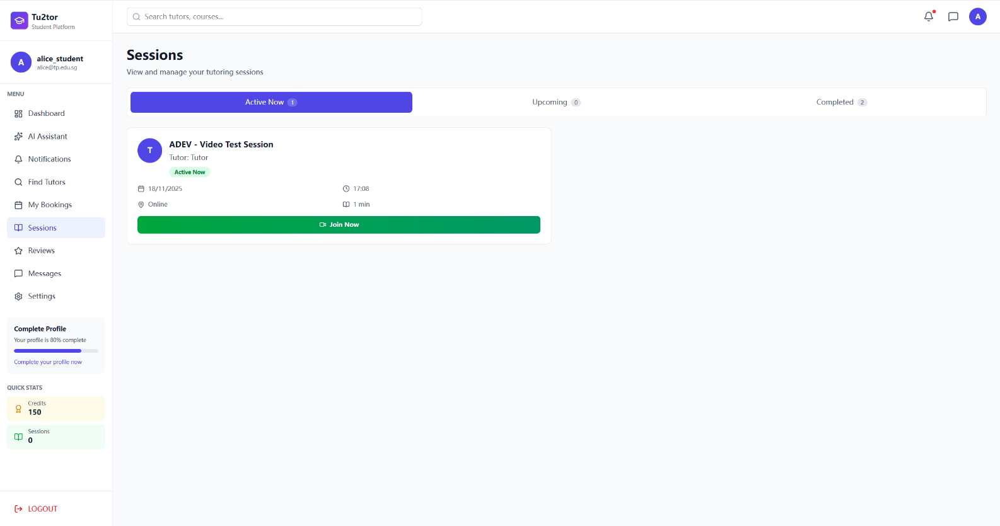 Tu2tor
Student Platform
Search tutors, courses...
A
A
alice_student
alice@tp.edu.sg
MENU
Dashboard
AI Assistant
Notifications
Find Tutors
My Bookings
Sessions
Reviews
Messages
Settings
Complete Profile
Your profile is 80% complete
Complete your profile now
QUICK STATS
Credits
150
Sessions
0
LOGOUT
Sessions
View and manage your tutoring sessions
Active Now 1
Upcoming 0
Completed 2
T
ADEV - Video Test Session
Tutor: Tutor
Active Now
18/11/2025
17:08
Online
1 min
Join Now